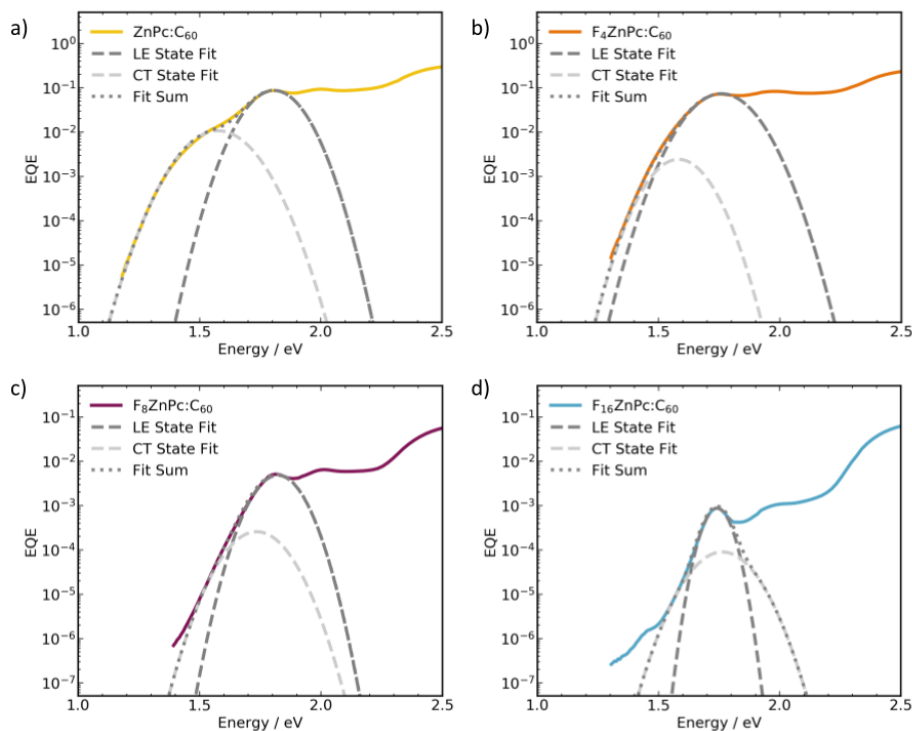 a)
ZnPc:C₆₀
LE State Fit
CT State Fit
Fit Sum
10⁰
10⁻¹
10⁻²
10⁻³
10⁻⁴
10⁻⁵
10⁻⁶
EQE
1.0 1.5 2.0 2.5
Energy / eV
b)
F₄ZnPc:C₆₀
LE State Fit
CT State Fit
Fit Sum
10⁰
10⁻¹
10⁻²
10⁻³
10⁻⁴
10⁻⁵
10⁻⁶
EQE
1.0 1.5 2.0 2.5
Energy / eV
c)
F₈ZnPc:C₆₀
LE State Fit
CT State Fit
Fit Sum
10⁻¹
10⁻²
10⁻³
10⁻⁴
10⁻⁵
10⁻⁶
10⁻⁷
EQE
1.0 1.5 2.0 2.5
Energy / eV
d)
F₁₆ZnPc:C₆₀
LE State Fit
CT State Fit
Fit Sum
10⁻¹
10⁻²
10⁻³
10⁻⁴
10⁻⁵
10⁻⁶
10⁻⁷
EQE
1.0 1.5 2.0 2.5
Energy / eV